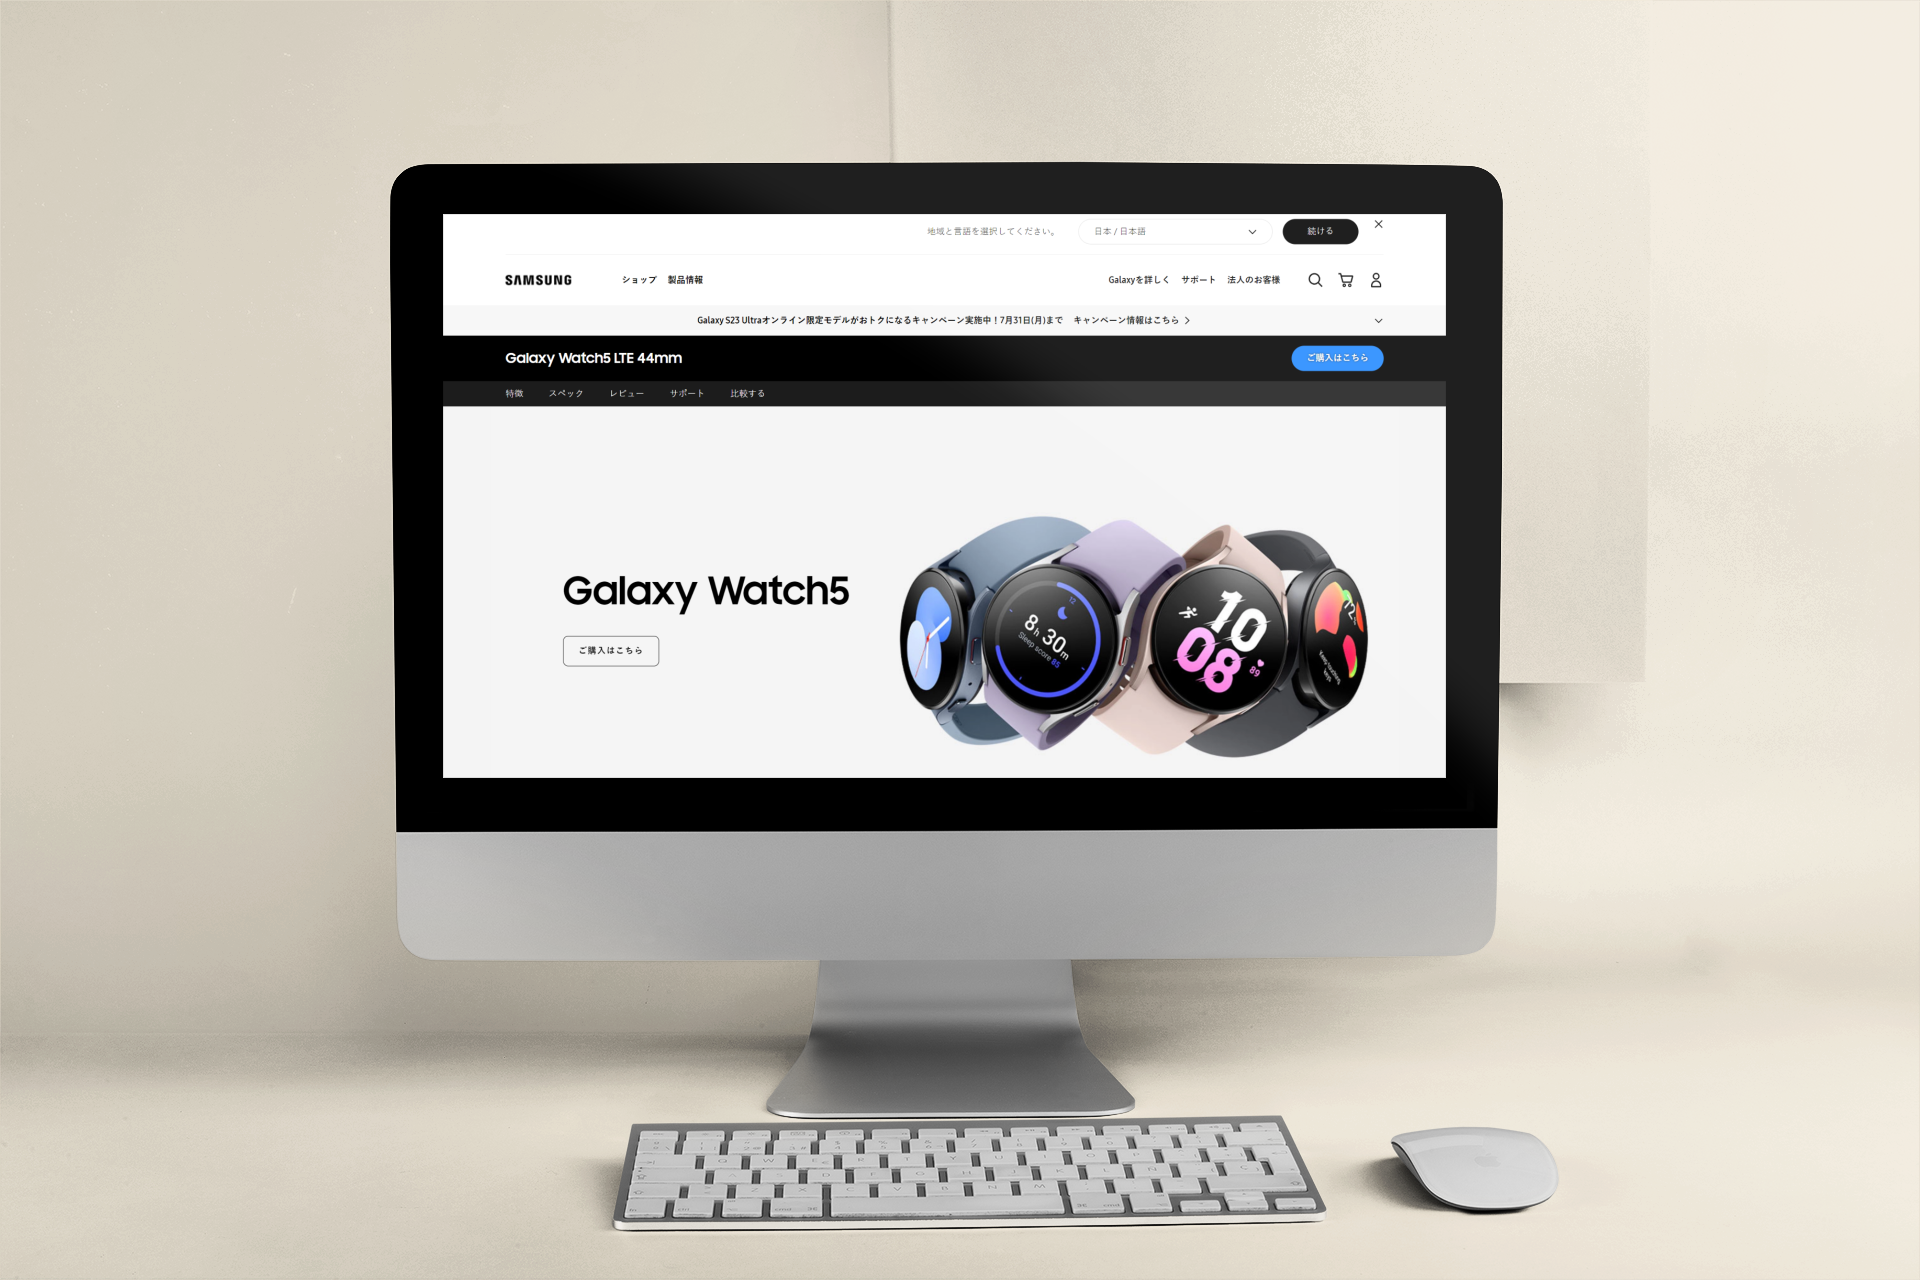 地域と言語を選択してください。
日本 / 日本語
続ける
SAMSUNG
ショップ 製品情報
Galaxyを詳しく サポート 法人のお客様
Galaxy S23 Ultraオンライン限定モデルがおトクになるキャンペーン実施中！7月31日(月)まで キャンペーン情報はこちら
Galaxy Watch5 LTE 44mm
ご購入はこちら
特徴 スペック レビュー サポート 比較する
Galaxy Watch5
ご購入はこちら
12
8h 30m
Sleep score 85
10
08
89
72
Keep touching
keys